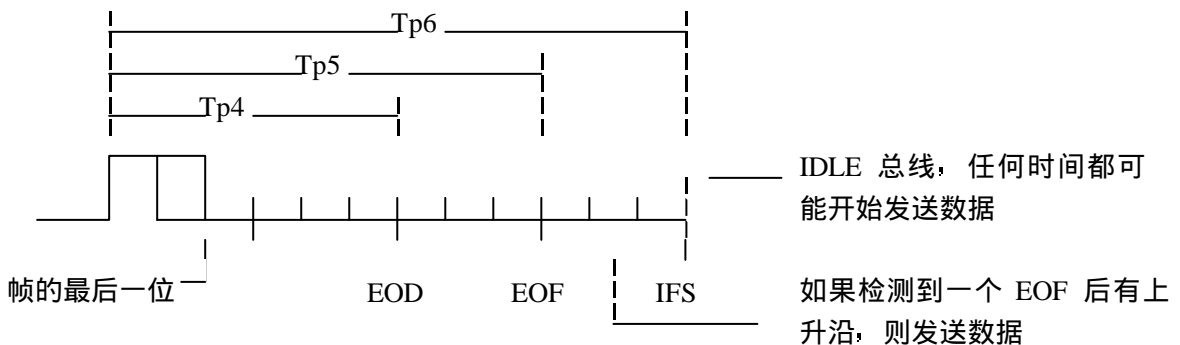 Tp6
Tp5
Tp4
IDLE 总线，任何时间都可
能开始发送数据
帧的最后一位
EOD
EOF
IFS
如果检测到一个 EOF 后有上
升沿，则发送数据